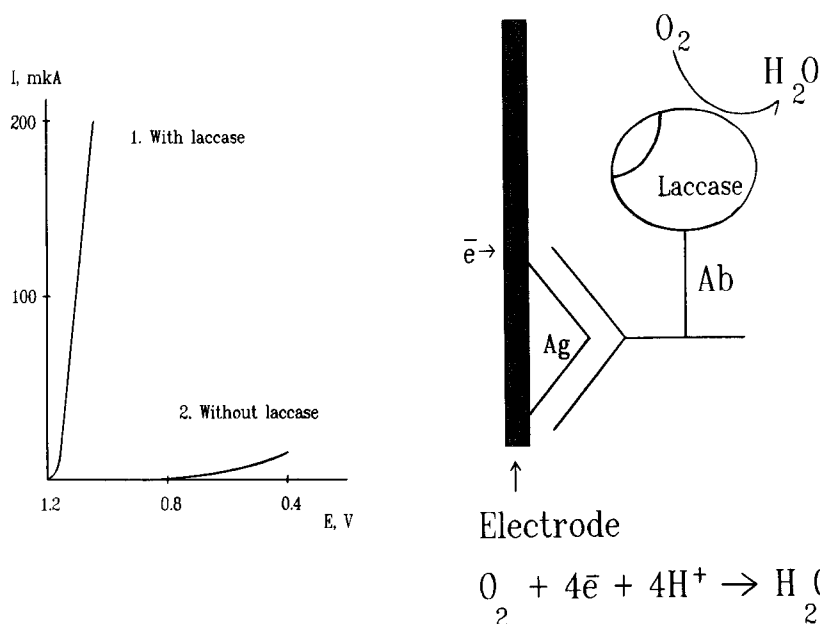 I, mkA
200
1. With laccase
100
2. Without laccase
1.2
0.8
0.4
E, V
O₂
H₂O
Laccase
e̅→
Ab
Ag
Electrode
O₂ + 4e̅ + 4H⁺ → H₂O